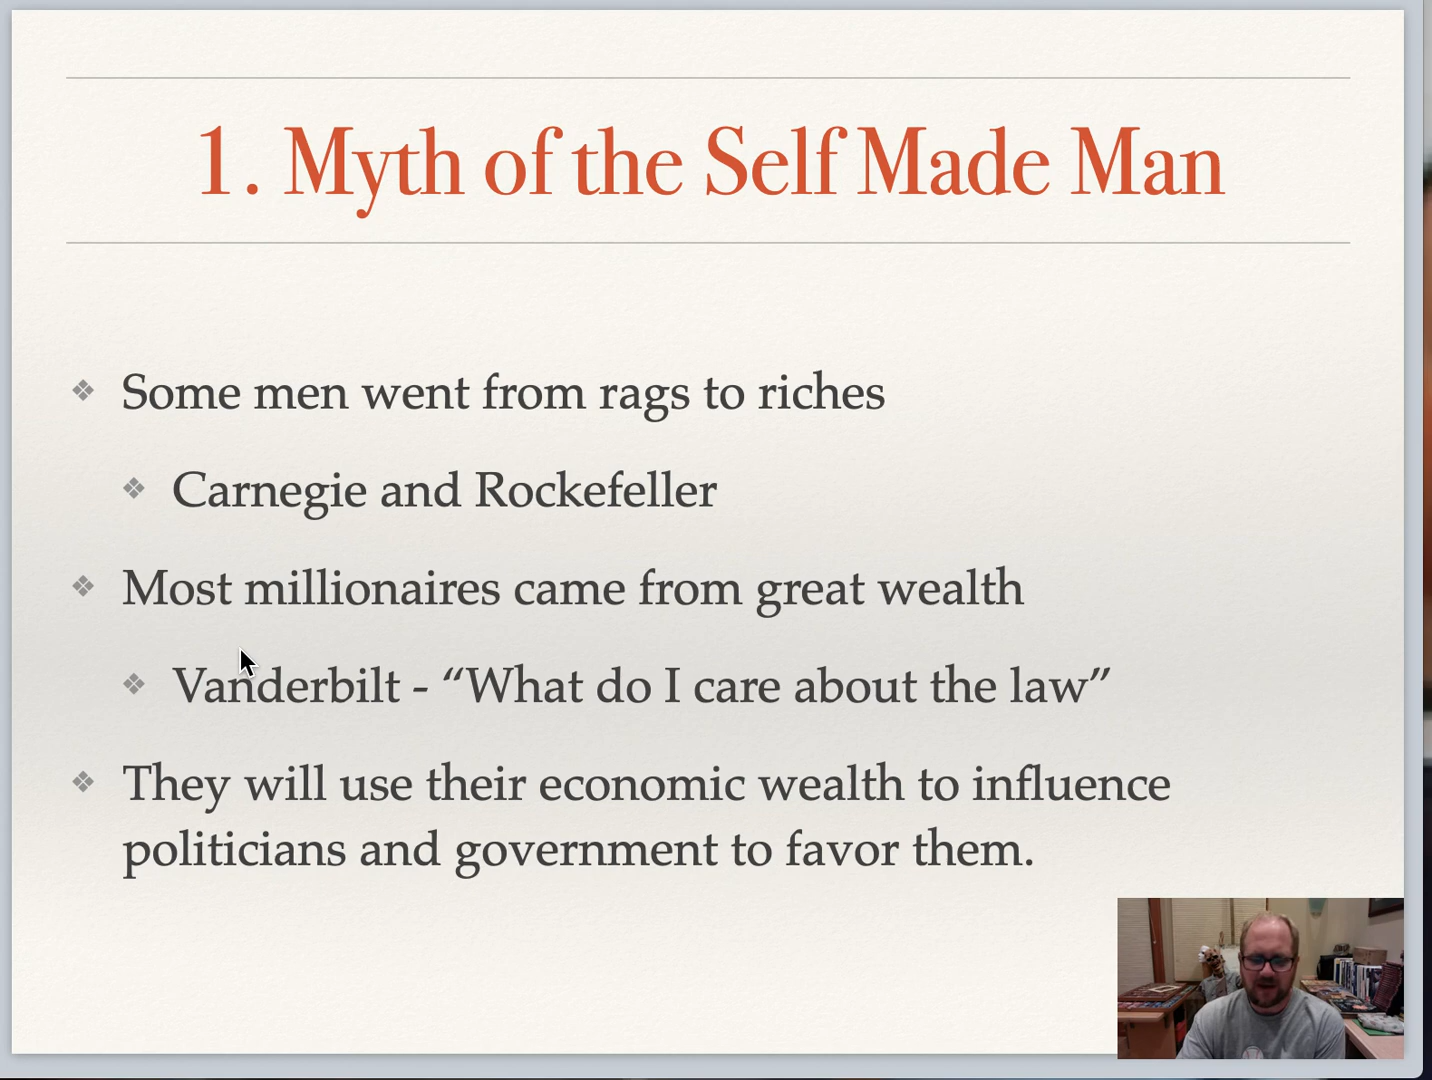 1. Myth of the Self Made Man
Some men went from rags to riches
Carnegie and Rockefeller
Most millionaires came from great wealth
Vanderbilt - “What do I care about the law”
They will use their economic wealth to influence
politicians and government to favor them.